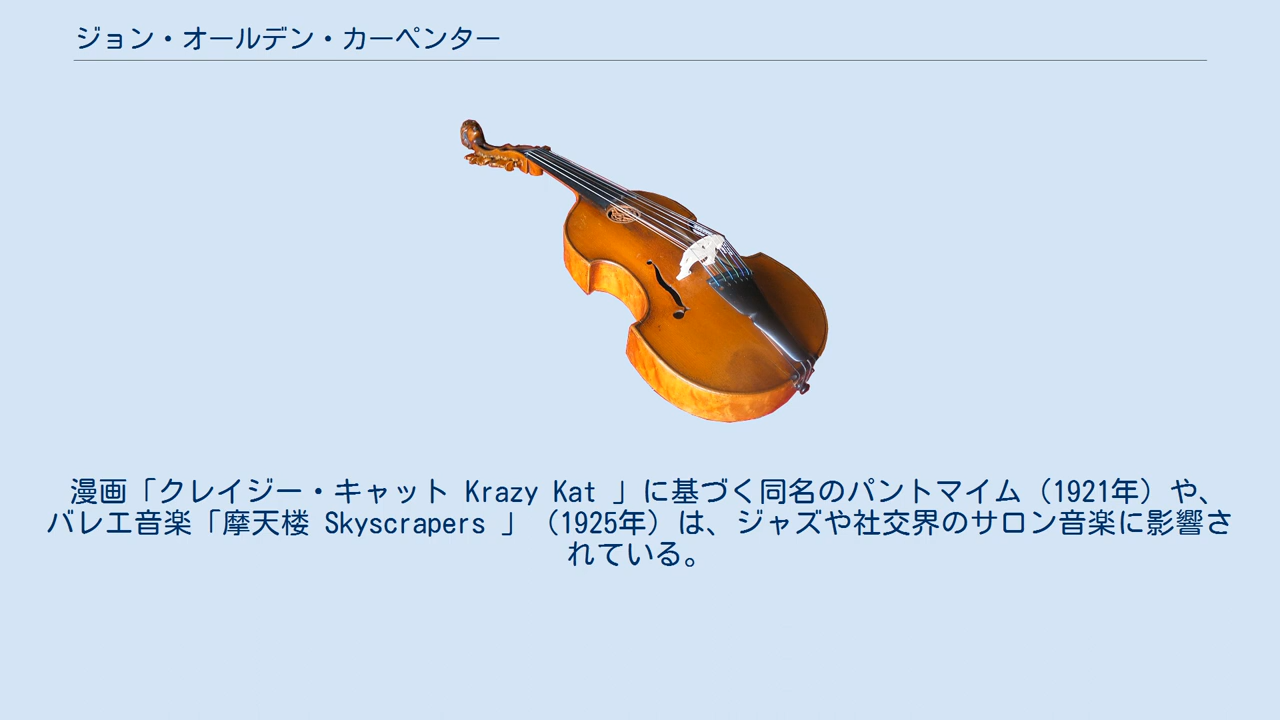 ジョン・オールデン・カーペンター
漫画「クレイジー・キャット Krazy Kat 」に基づく同名のパントマイム（1921年）や、
バレエ音楽「摩天楼 Skyscrapers 」（1925年）は、ジャズや社交界のサロン音楽に影響さ
れている。